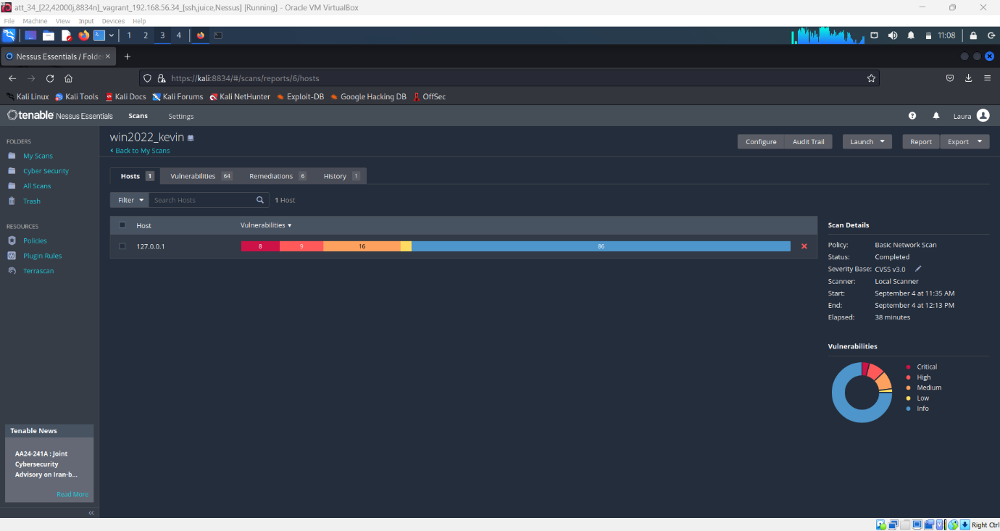 att_34_[22,42000j,8834n]_vagrant_192.168.56.34_[ssh,juice,Nessus] [Running] - Oracle VM VirtualBox
File Machine View Input Devices Help
1 2 3 4 11:08
Nessus Essentials / Folde
https://kali:8834/#/scans/reports/6/hosts
Kali Linux Kali Tools Kali Docs Kali Forums Kali NetHunter Exploit-DB Google Hacking DB OffSec
tenable Nessus Essentials Scans Settings Laura
FOLDERS
My Scans
Cyber Security
All Scans
Trash
RESOURCES
Policies
Plugin Rules
Terrascan
Tenable News
AA24-241A : Joint
Cybersecurity
Advisory on Iran-b...
Read More
win2022_kevin
< Back to My Scans
Configure Audit Trail Launch Report Export
Hosts 1 Vulnerabilities 64 Remediations 6 History 1
Filter Search Hosts 1 Host
Host Vulnerabilities
127.0.0.1 8 9 16 86
Scan Details
Policy: Basic Network Scan
Status: Completed
Severity Base: CVSS v3.0
Scanner: Local Scanner
Start: September 4 at 11:35 AM
End: September 4 at 12:13 PM
Elapsed: 38 minutes
Vulnerabilities
Critical
High
Medium
Low
Info
Right Ctrl